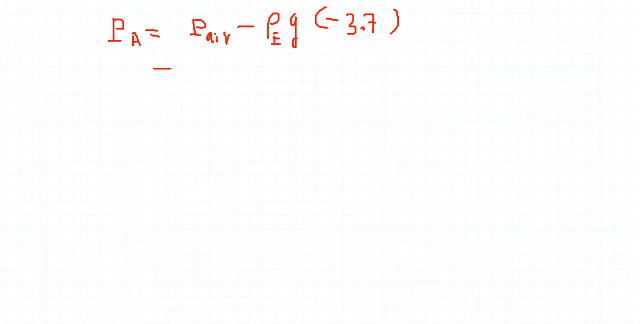 P_A = P_air - ρ_E g (-3.7)
=